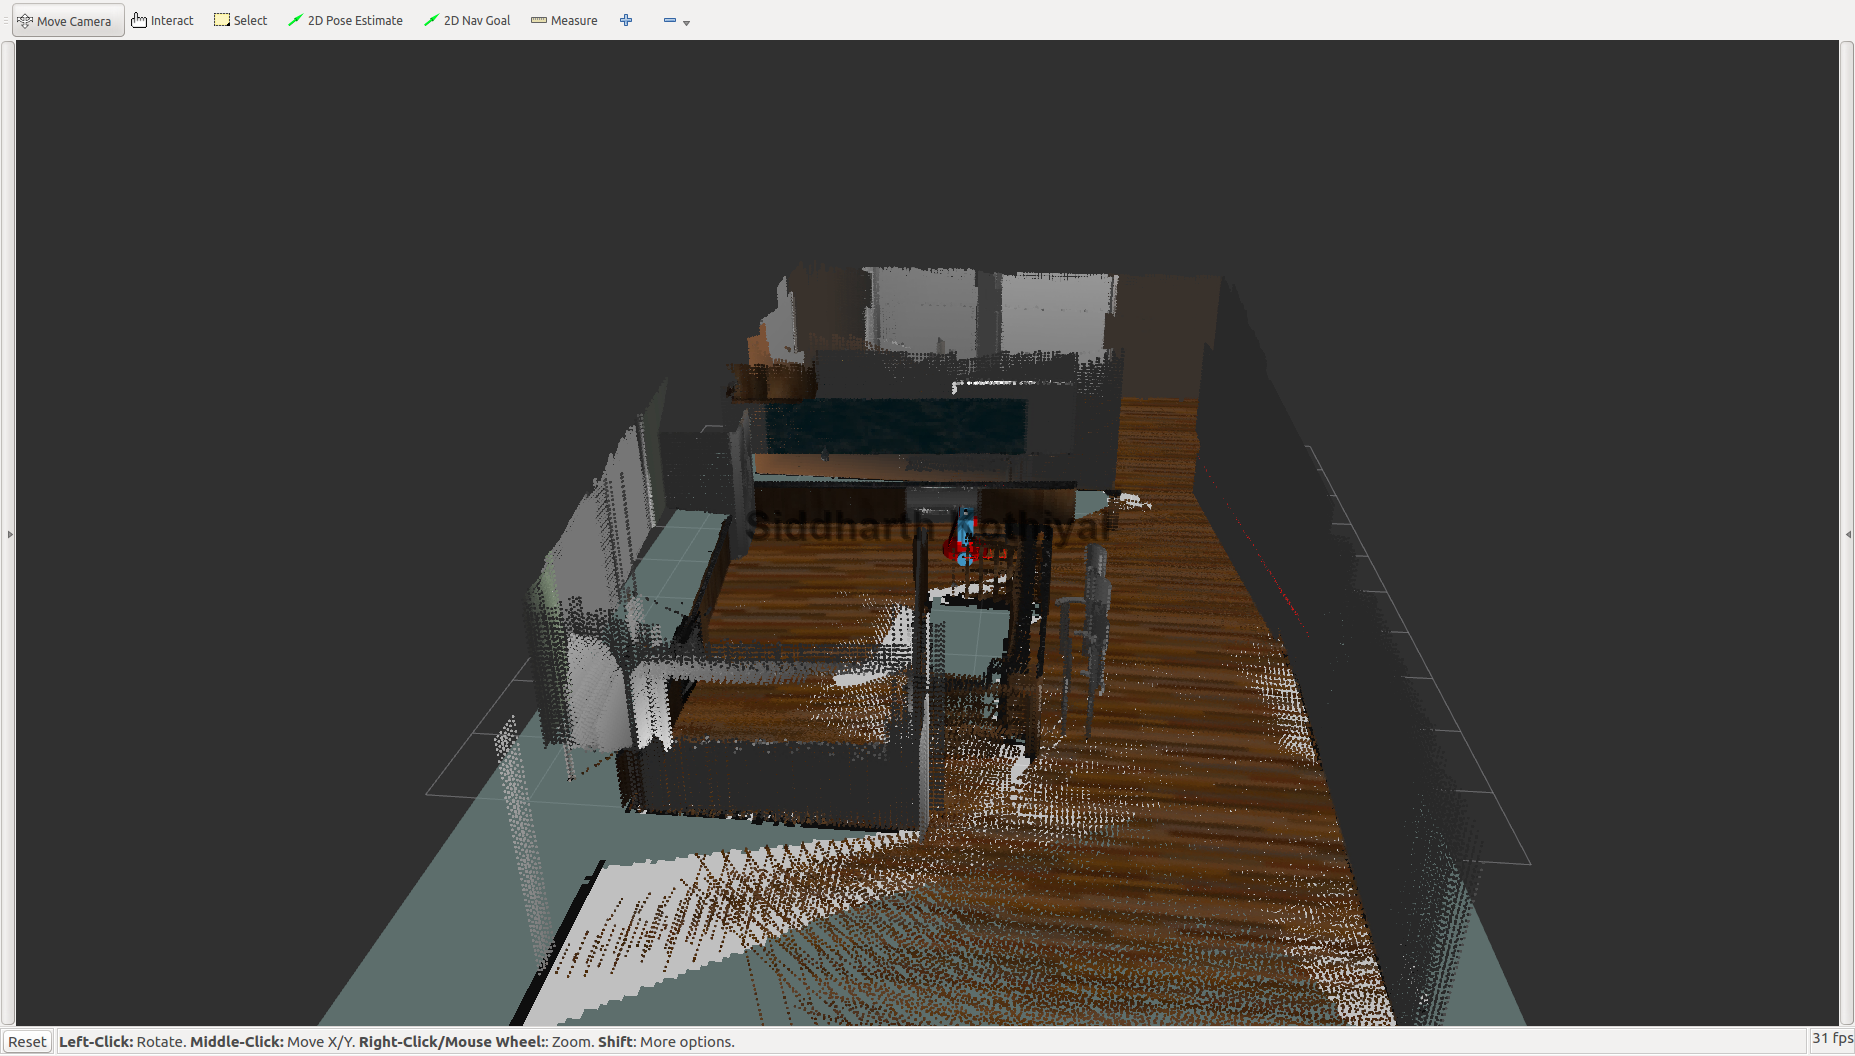 Move Camera Interact Select 2D Pose Estimate 2D Nav Goal Measure
Siddharth Kothiyal
Reset Left-Click: Rotate. Middle-Click: Move X/Y. Right-Click/Mouse Wheel:: Zoom. Shift: More options. 31 fps